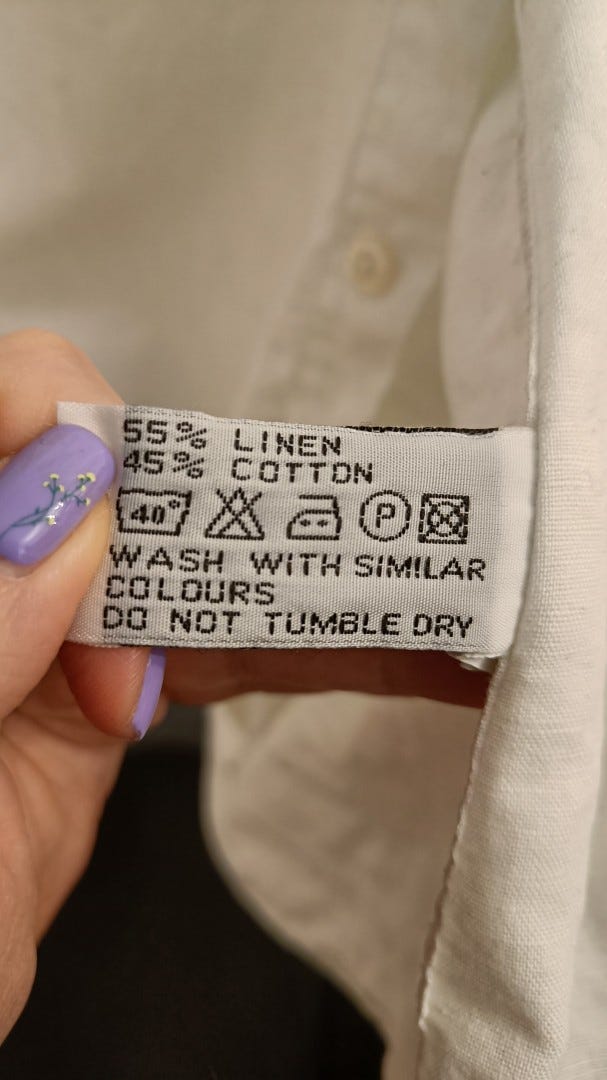 55% LINEN
45% COTTON
40° P
WASH WITH SIMILAR
COLOURS
DO NOT TUMBLE DRY